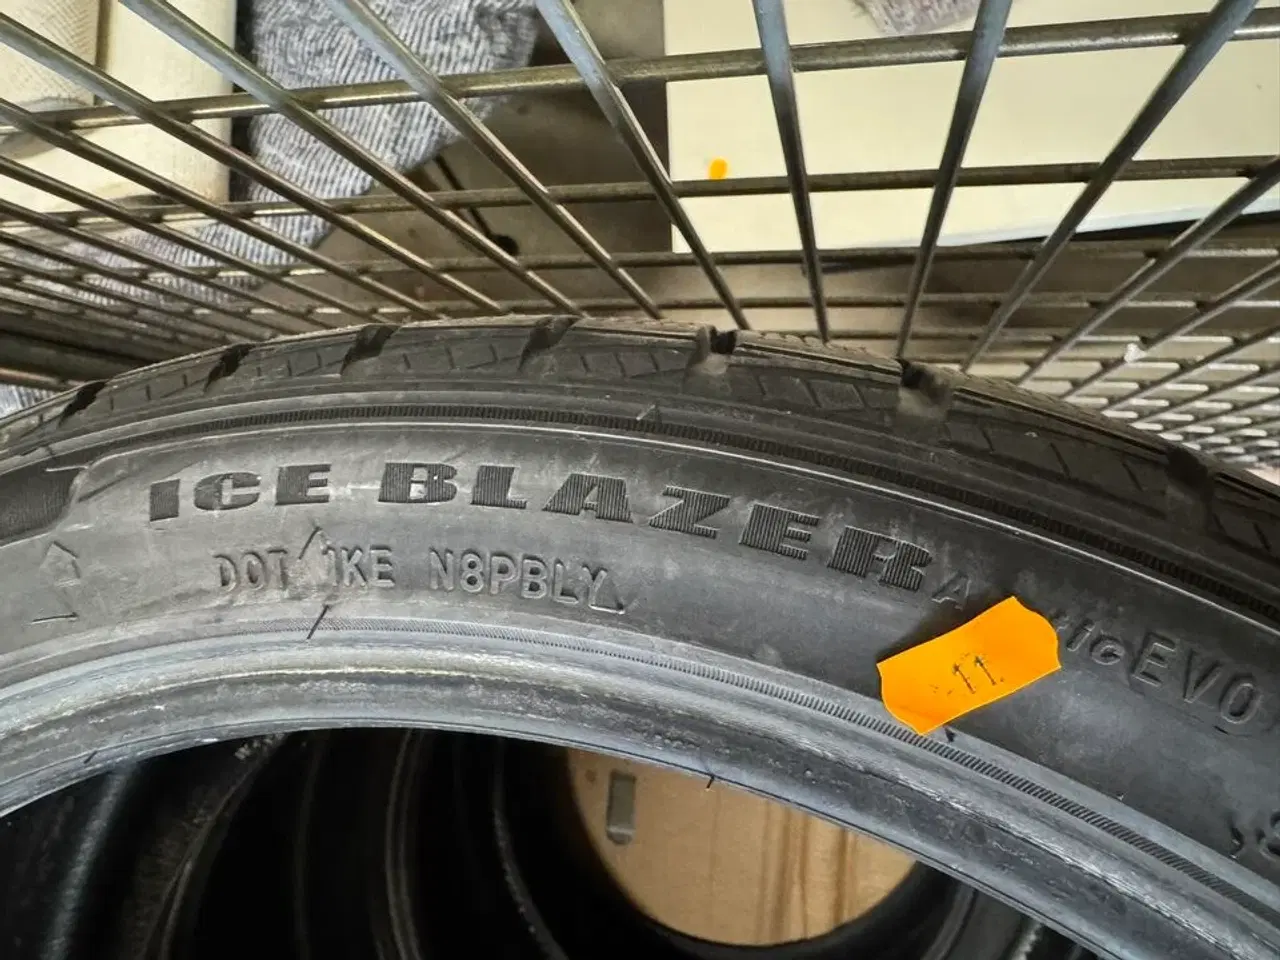 ICE BLAZER
DOT 1KE N8PBLY
EVO
11